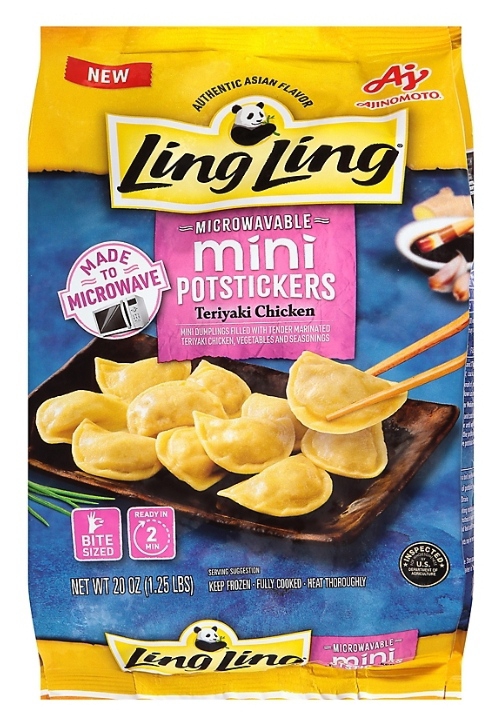 NEW
AUTHENTIC ASIAN FLAVOR
Aj
AJINOMOTO®
Ling Ling®
MICROWAVABLE
mini
POTSTICKERS
Teriyaki Chicken
MINI DUMPLINGS FILLED WITH TENDER MARINATED
TERIYAKI CHICKEN, VEGETABLES AND SEASONINGS
MADE
TO
MICROWAVE
BITE
SIZED
READY IN
2
MIN
INSPECTED
BY
U.S.
DEPARTMENT OF
AGRICULTURE
NET WT 20 OZ (1.25 LBS)
SERVING SUGGESTION
KEEP FROZEN · FULLY COOKED · HEAT THOROUGHLY
Ling Ling
MICROWAVABLE
mini